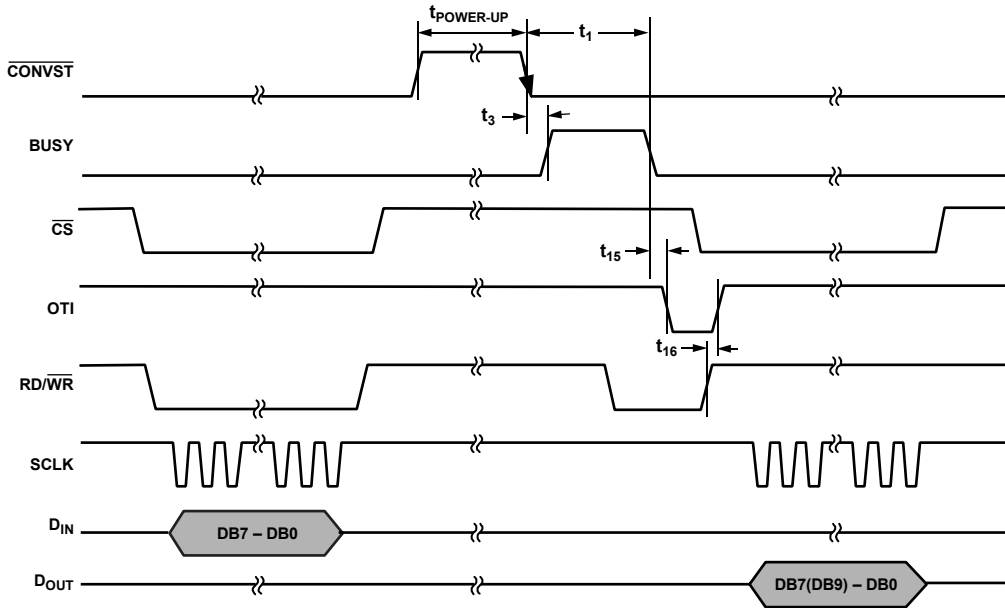 tPOWER-UP
t1
CONVST
t3
BUSY
CS
t15
OTI
t16
RD/WR
SCLK
DIN
DB7 – DB0
DOUT
DB7(DB9) – DB0